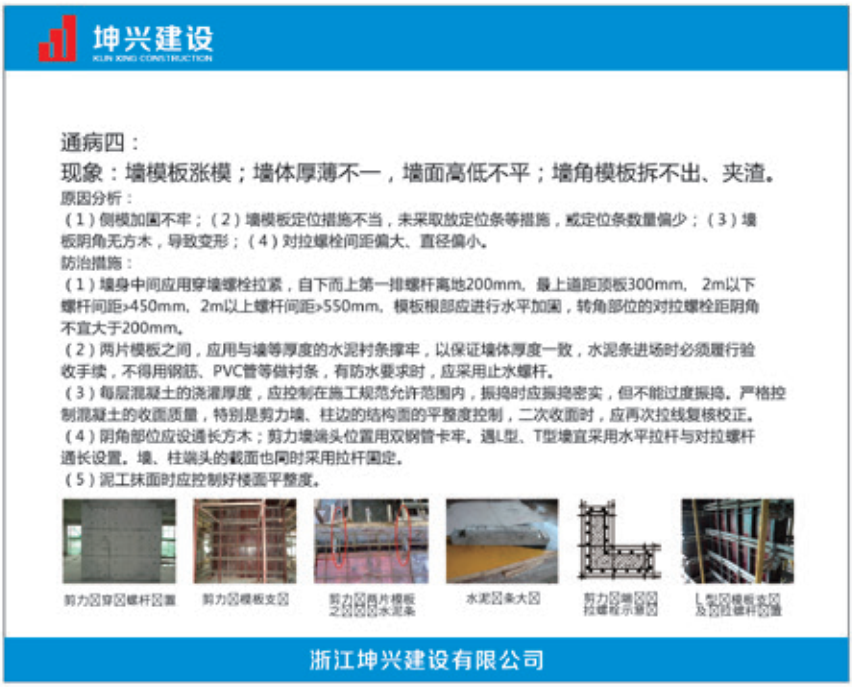 坤兴建设
KUN XING CONSTRUCTION
通病四：
现象：墙模板涨模；墙体厚薄不一，墙面高低不平；墙角模板拆不出、夹渣。
原因分析：
（1）侧模加固不牢；（2）墙模板定位措施不当，未采取放定位条等措施，或定位条数量偏少；（3）墙
板阴角无方木，导致变形；（4）对拉螺栓间距偏大、直径偏小。
防治措施：
（1）墙身中间应用穿墙螺栓拉紧，自下而上第一排螺杆离地200mm，最上道距顶板300mm， 2m以下
螺杆间距≯450mm，2m以上螺杆间距≯550mm，模板根部应进行水平加固，转角部位的对拉螺栓距阴角
不宜大于200mm。
（2）两片模板之间，应用与墙等厚度的水泥衬条撑牢，以保证墙体厚度一致，水泥条进场时必须履行验
收手续，不得用钢筋、PVC管等做衬条，有防水要求时，应采用止水螺杆。
（3）每层混凝土的浇灌厚度，应控制在施工规范允许范围内，振捣时应振捣密实，但不能过度振捣。严格控
制混凝土的收面质量，特别是剪力墙、柱边的结构面的平整度控制，二次收面时，应再次拉线复核校正。
（4）阴角部位应设通长方木；剪力墙端头位置用双钢管卡牢。遇L型、T型墙宜采用水平拉杆与对拉螺杆
通长设置。墙、柱端头的截面也同时采用拉杆固定。
（5）泥工抹面时应控制好楼面平整度。
剪力 穿 螺杆 置
剪力 模板支
剪力 两片模板
之 水泥条
水泥 条大
剪力 端
拉螺栓示意
L型 模板支
及 拉螺杆 置
浙江坤兴建设有限公司